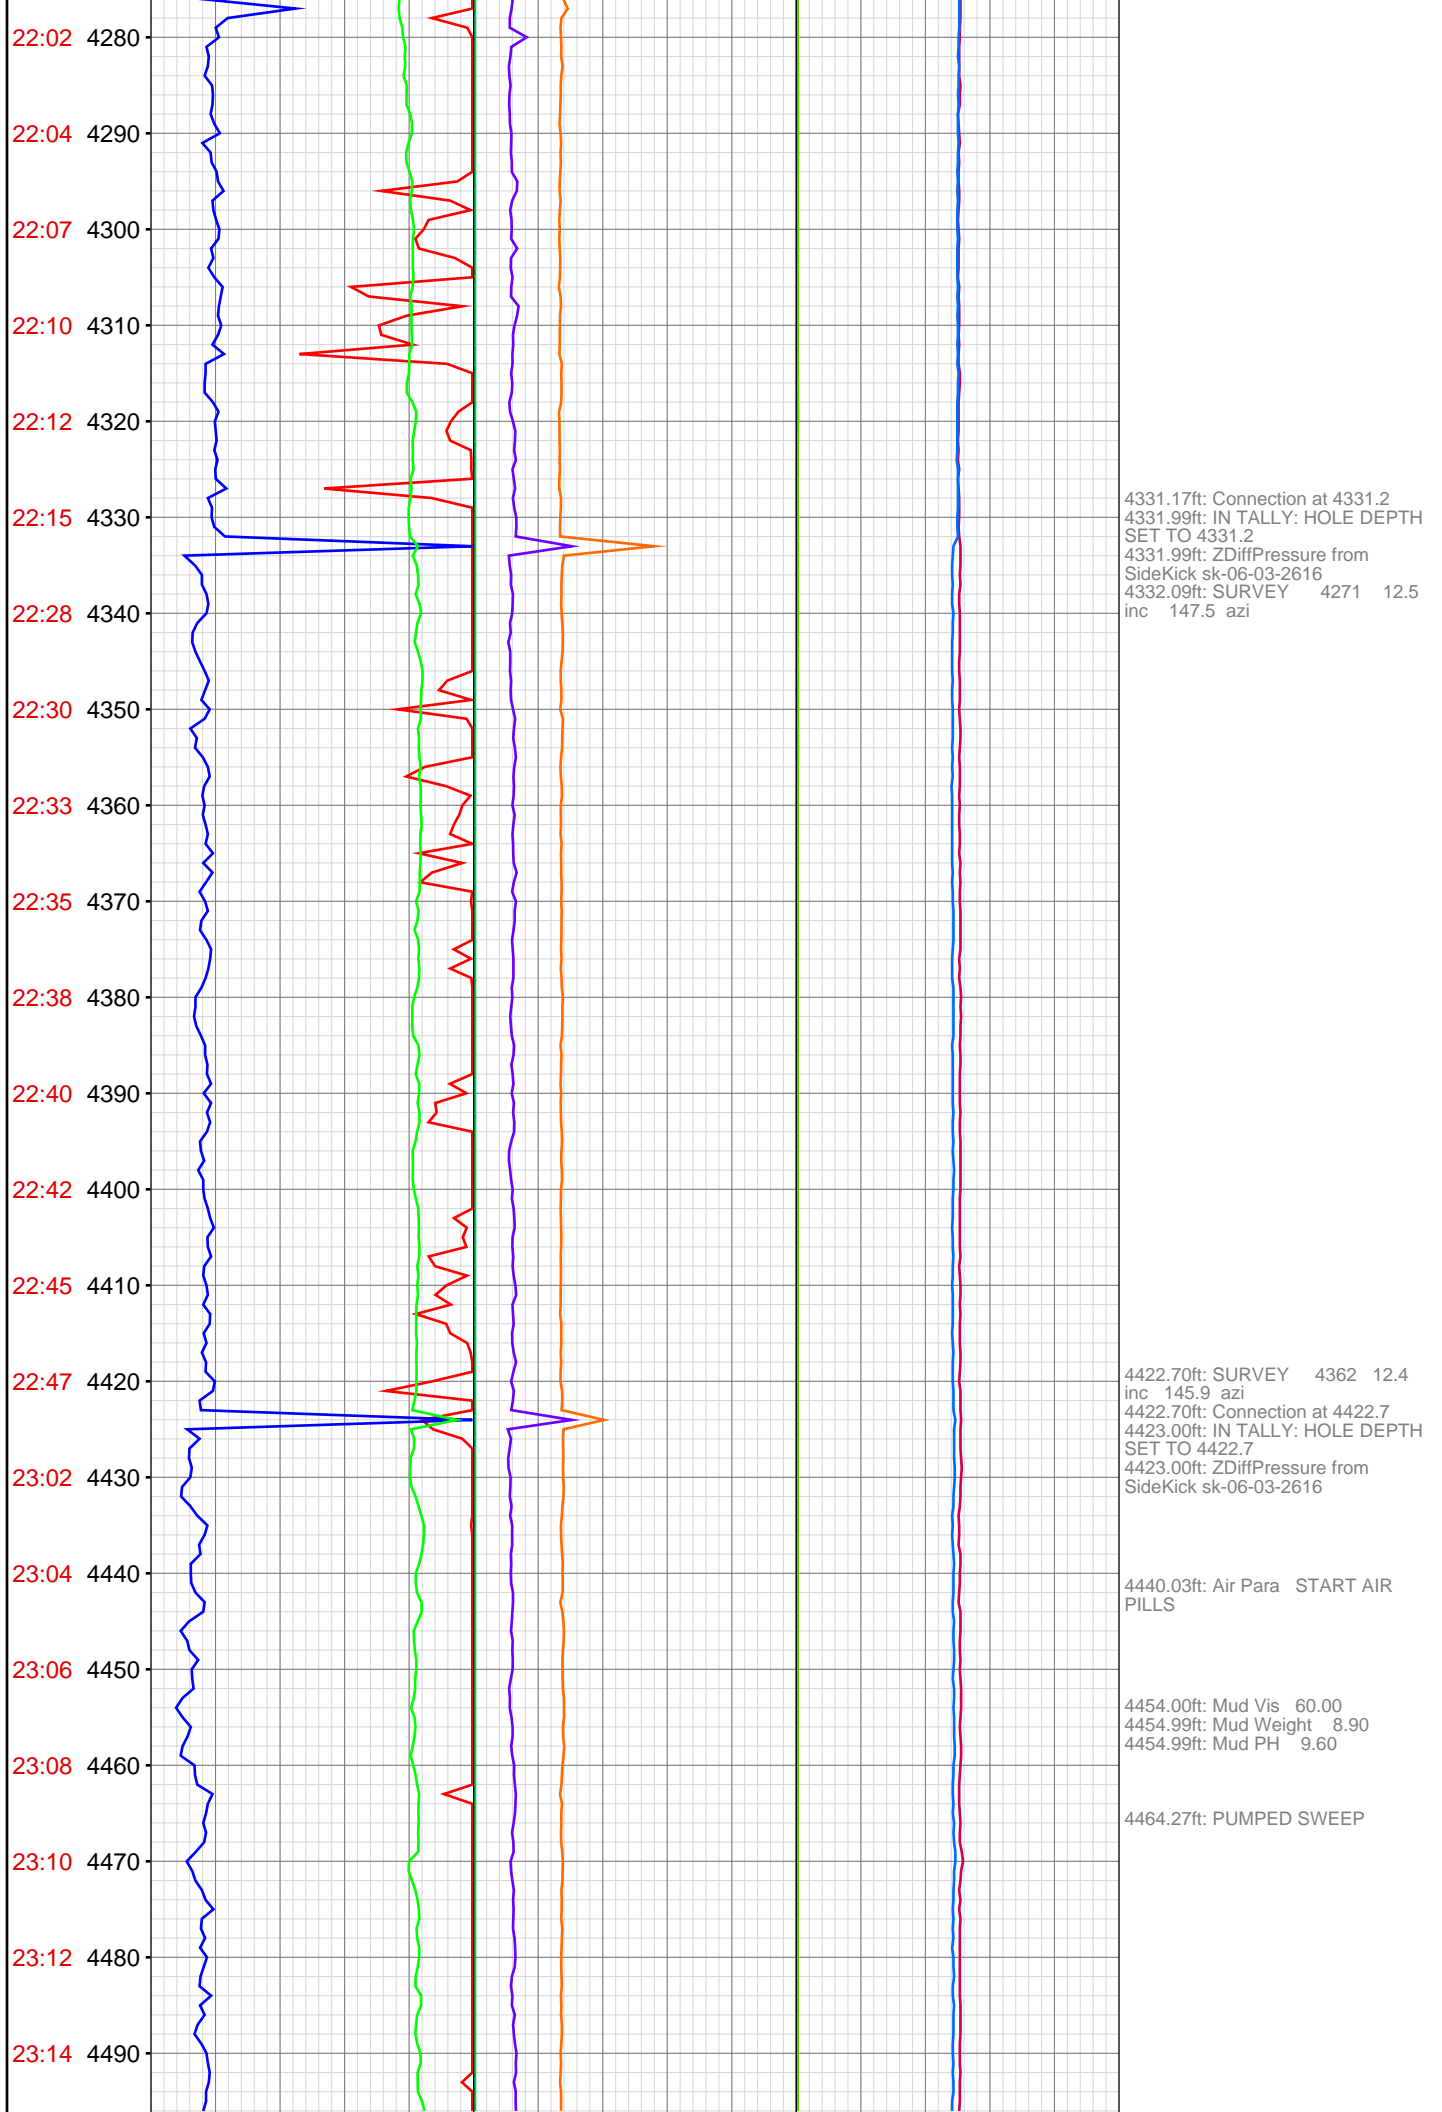 22:02 4280
22:04 4290
22:07 4300
22:10 4310
22:12 4320
4331.17ft: Connection at 4331.2
22:15 4330
4331.99ft: IN TALLY: HOLE DEPTH
SET TO 4331.2
4331.99ft: ZDiffPressure from
SideKick sk-06-03-2616
4332.09ft: SURVEY 4271 12.5
inc 147.5 azi
22:28 4340
22:30 4350
22:33 4360
22:35 4370
22:38 4380
22:40 4390
22:42 4400
22:45 4410
4422.70ft: SURVEY 4362 12.4
22:47 4420
inc 145.9 azi
4422.70ft: Connection at 4422.7
4423.00ft: IN TALLY: HOLE DEPTH
SET TO 4422.7
4423.00ft: ZDiffPressure from
23:02 4430
SideKick sk-06-03-2616
23:04 4440
4440.03ft: Air Para START AIR
PILLS
23:06 4450
4454.00ft: Mud Vis 60.00
4454.99ft: Mud Weight 8.90
4454.99ft: Mud PH 9.60
23:08 4460
4464.27ft: PUMPED SWEEP
23:10 4470
23:12 4480
23:14 4490